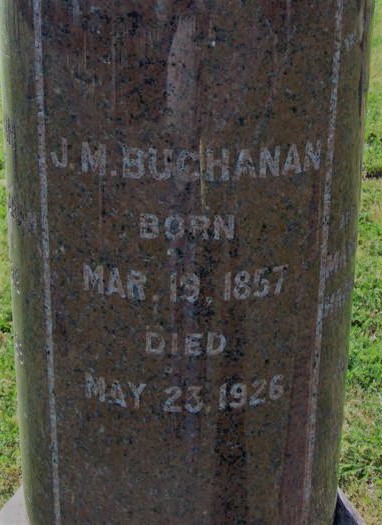 J.M. BUCHANAN
BORN
MAR. 19, 1857
DIED
MAY 23, 1926